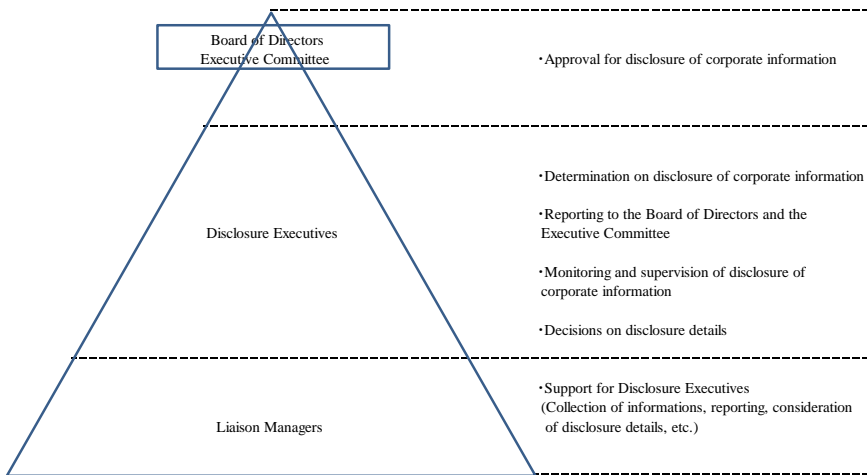 Board of Directors
Executive Committee
・Approval for disclosure of corporate information
Disclosure Executives
・Determination on disclosure of corporate information
・Reporting to the Board of Directors and the
Executive Committee
・Monitoring and supervision of disclosure of
corporate information
・Decisions on disclosure details
Liaison Managers
・Support for Disclosure Executives
(Collection of informations, reporting, consideration
of disclosure details, etc.)